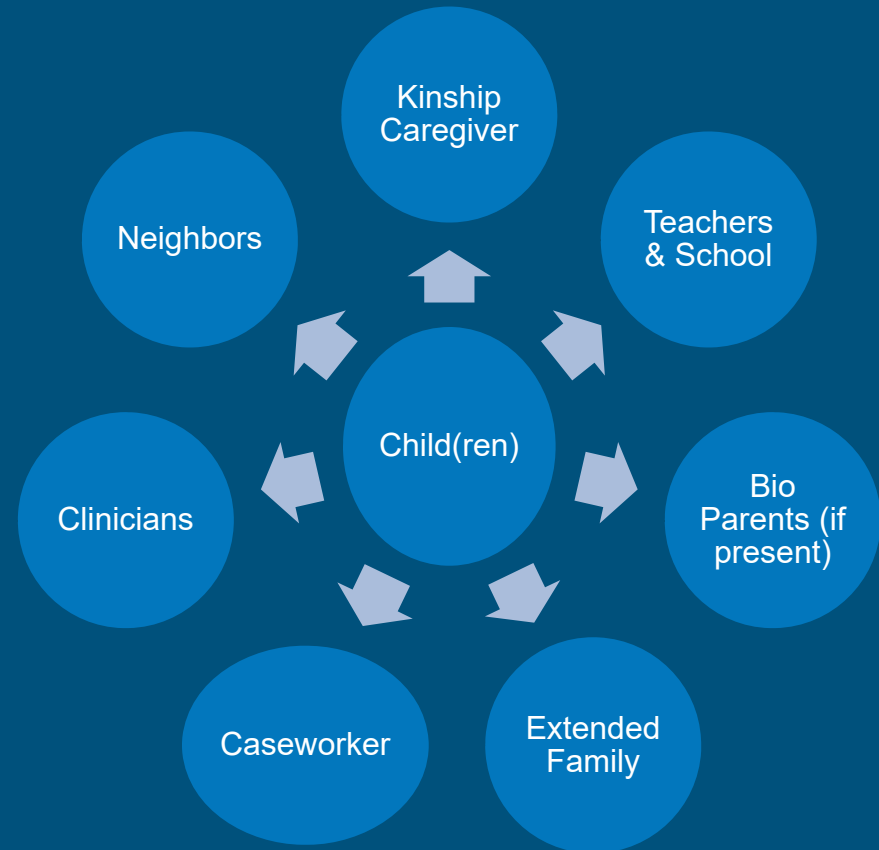 Kinship
Caregiver
Teachers
& School
Bio
Parents (if
present)
Extended
Family
Caseworker
Clinicians
Neighbors
Child(ren)